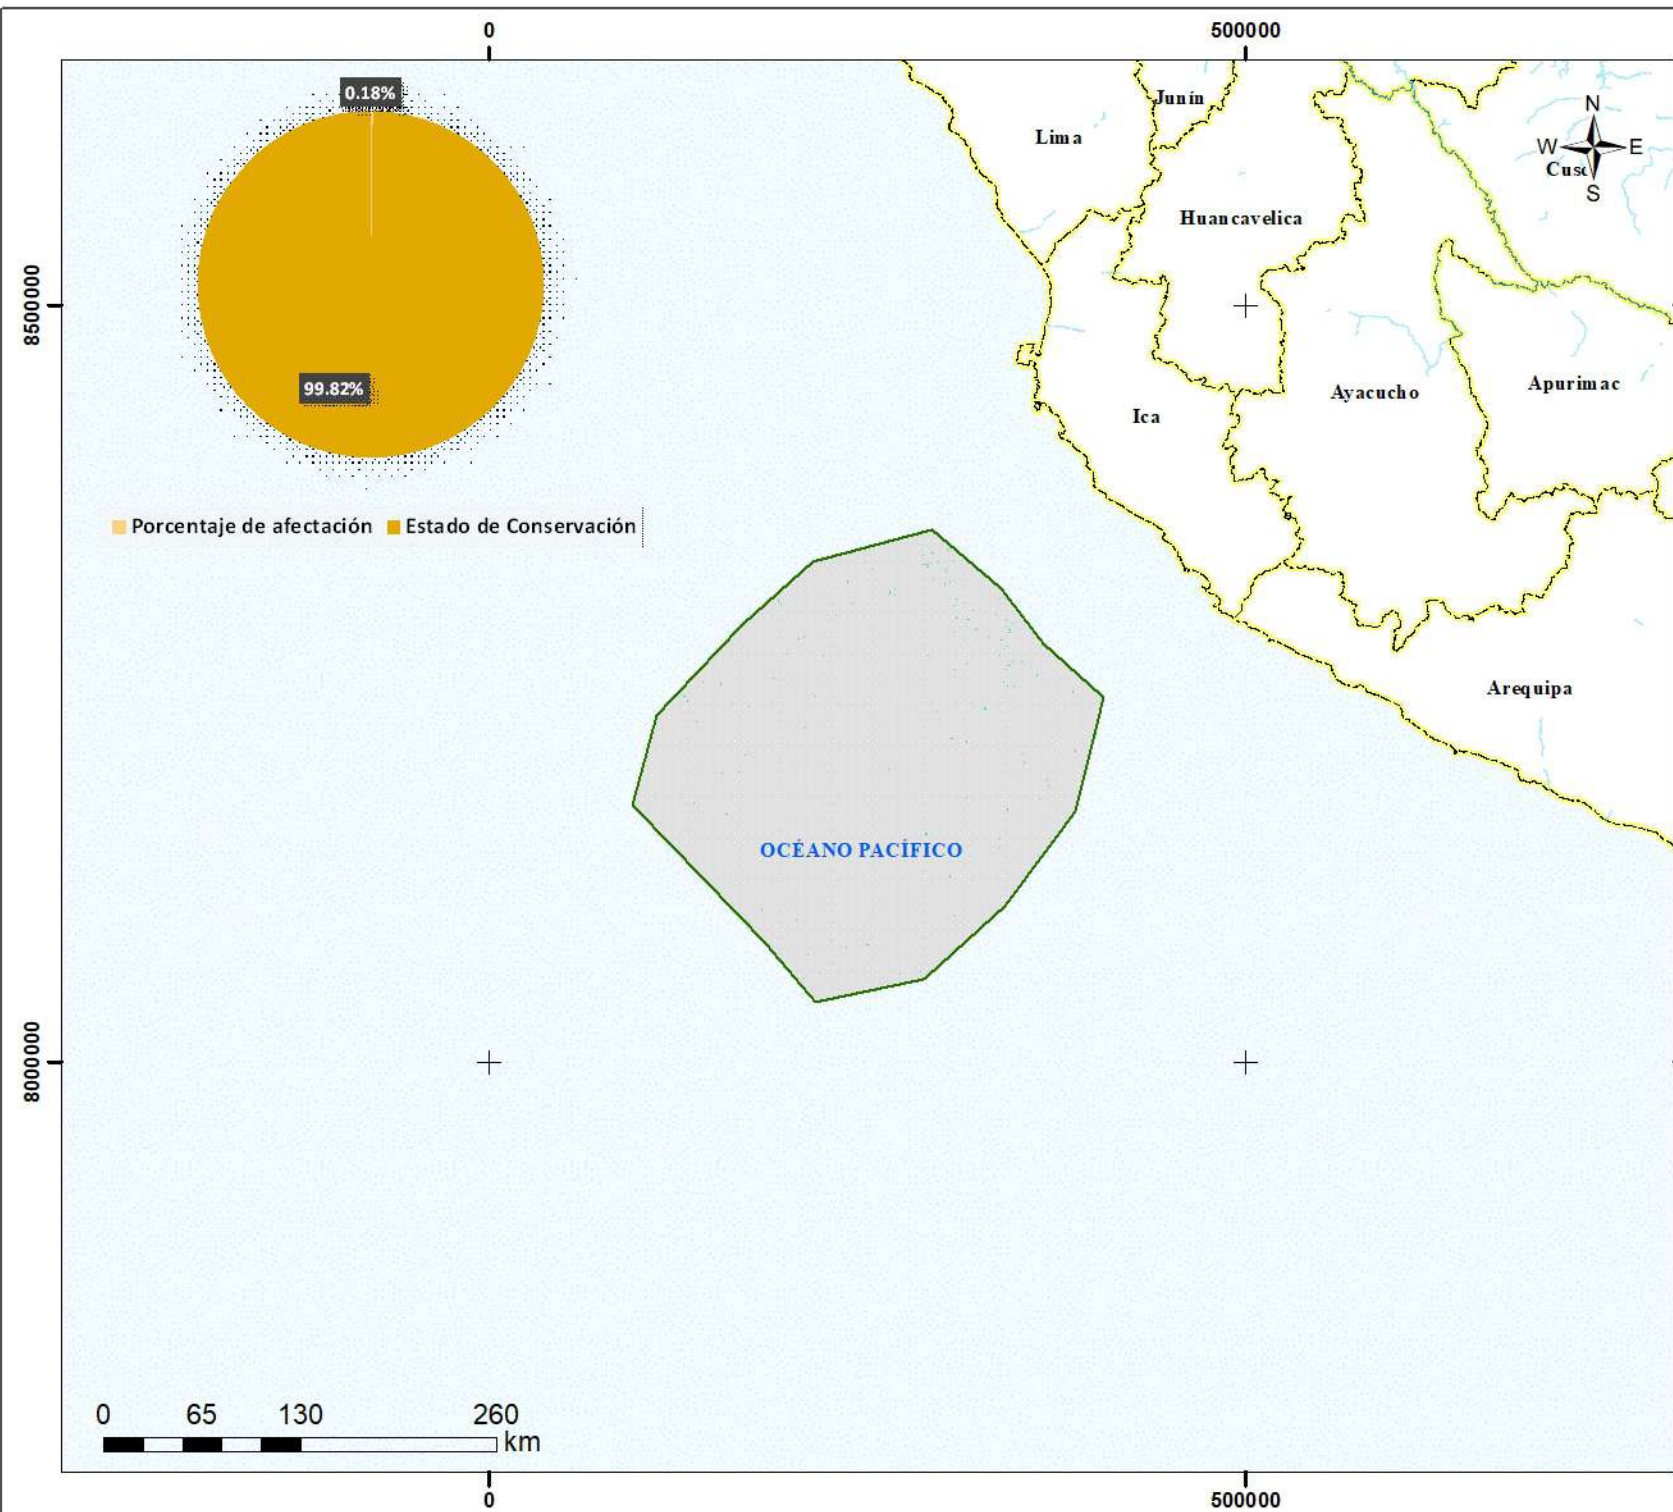 0
500000
0.18%
Junín
Lima
N
W
E
Cusc
S
Huancavelica
8500000
99.82%
Ica
Ayacucho
Apurimac
Porcentaje de afectación
Estado de Conservación
Arequipa
OCÉANO PACÍFICO
8000000
0
65
130
260
km
0
500000